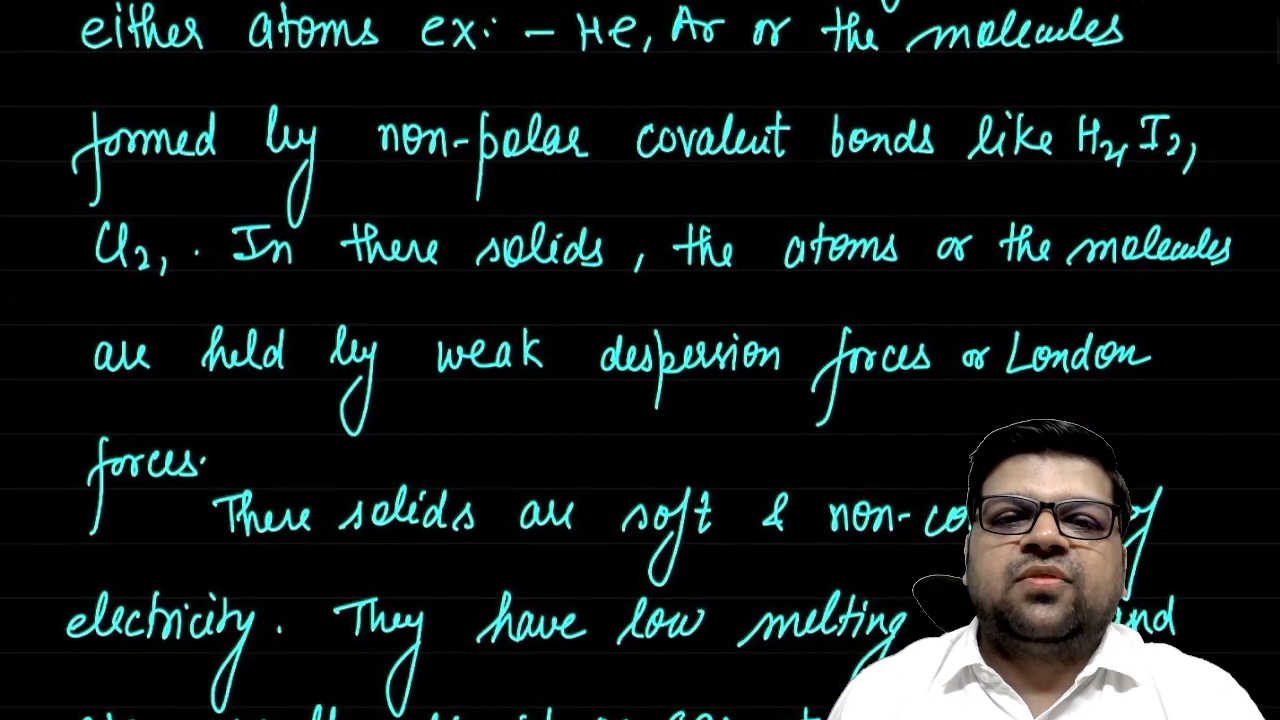 either atoms ex: - He, Ar or the molecules
formed by non-polar covalent bonds like H2, I2,
Cl2, . In these solids, the atoms or the molecules
are held by weak despersion forces or London
forces.
These solids are soft & non-
electricity. They have low melting and